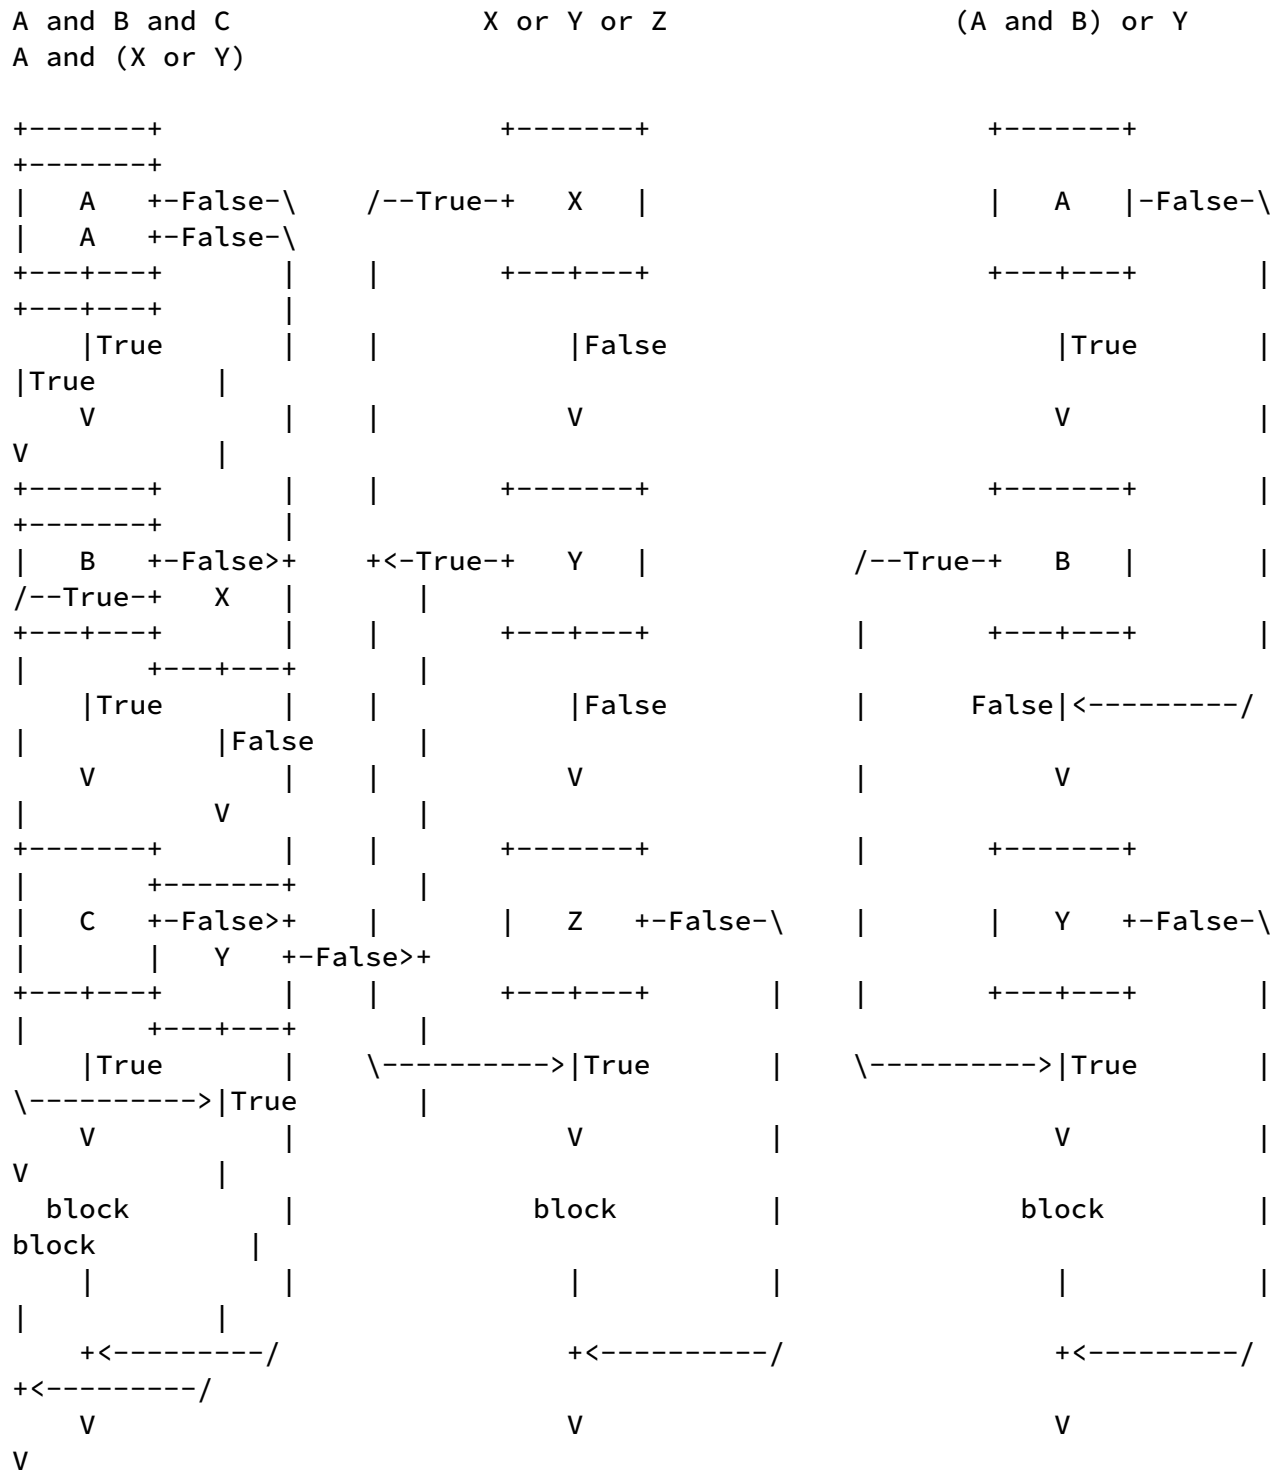 A and B and C                X or Y or Z                  (A and B) or Y
A and (X or Y)

+-------+                     +-------+                    +-------+
+-------+
|   A   +-False-\    /--True-+   X   |                    |   A   |-False-\
|   A   +-False-\
+---+---+       |    |       +---+---+                    +---+---+       |
+---+---+       |
    |True       |    |           |False                       |True       |
|True       |
    V           |    |           V                            V           |
V           |
+-------+       |    |       +-------+                    +-------+       |
+-------+       |
|   B   +-False>+    +<-True-+   Y   |            /--True-+   B   |       |
/--True-+   X   |       |
+---+---+       |    |       +---+---+            |       +---+---+       |
|       +---+---+       |
    |True       |    |           |False           |      False|<---------/
|           |False      |
    V           |    |           V                |           V
|           V           |
+-------+       |    |       +-------+            |       +-------+
|       +-------+       |
|   C   +-False>+    |       |   Z   +-False-\    |       |   Y   +-False-\
|       |   Y   +-False>+
+---+---+       |    |       +---+---+       |    |       +---+---+       |
|       +---+---+       |
    |True       |    \---------->|True       |    \---------->|True       |
\---------->|True       |
    V           |                V           |                V           |
V           |
  block         |              block         |              block         |
block         |
    |           |                |           |                |           |
|           |
    +<---------/                 +<----------/                +<---------/
+<---------/
    V                            V                            V
V